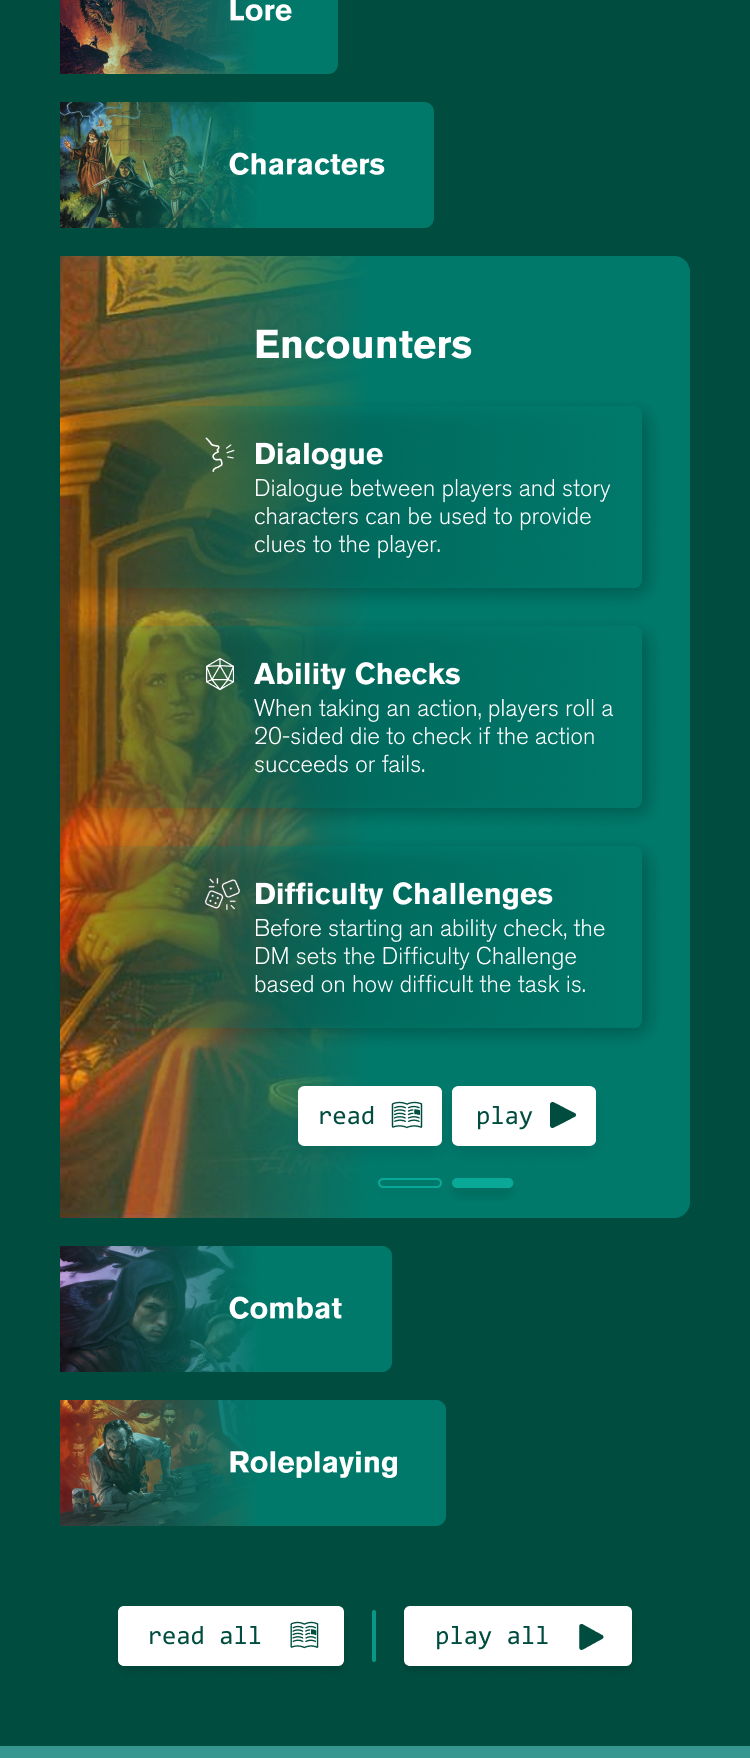 Lore
Characters
Encounters
Dialogue
Dialogue between players and story
characters can be used to provide
clues to the player.
Ability Checks
When taking an action, players roll a
20-sided die to check if the action
succeeds or fails.
Difficulty Challenges
Before starting an ability check, the
DM sets the Difficulty Challenge
based on how difficult the task is.
read
play
Combat
Roleplaying
read all
play all